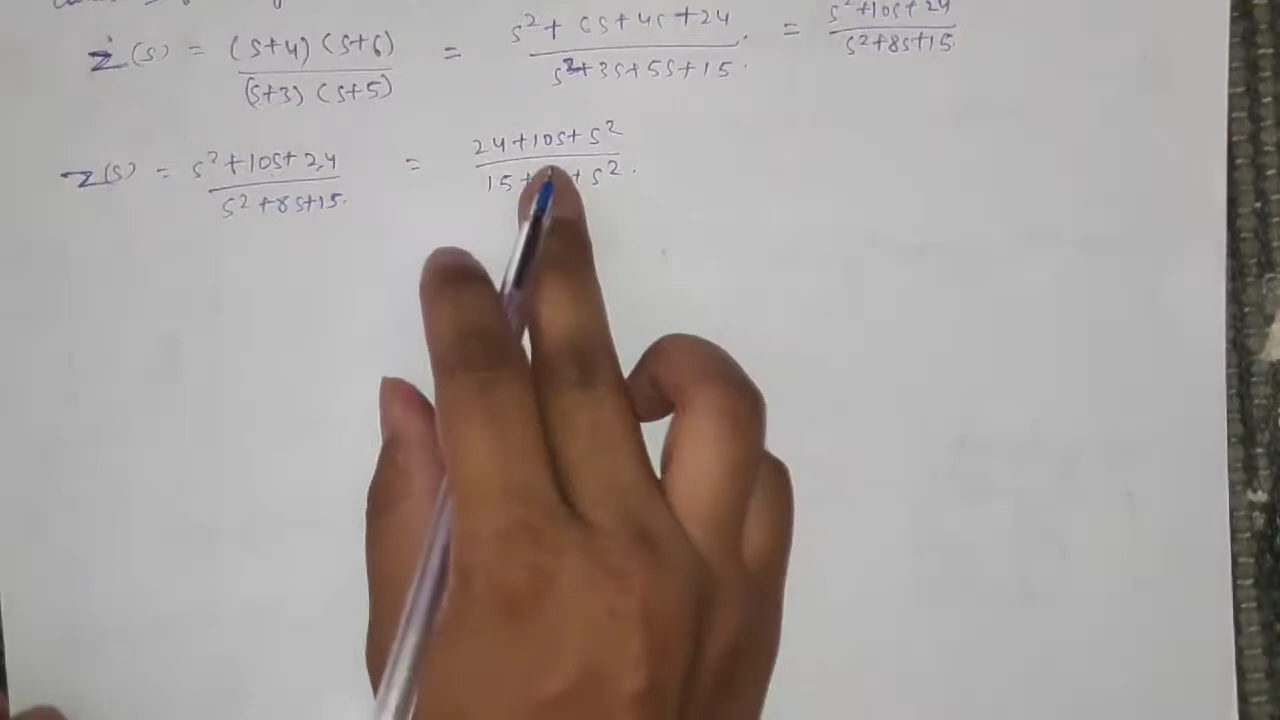 Z(s) = (s+4)(s+6) / (s+3)(s+5) = s²+6s+4s+24 / s²+3s+5s+15. = s²+10s+24 / s²+8s+15.
Z(s) = s²+10s+24 / s²+8s+15. = 24+10s+s² / 15+ +s².